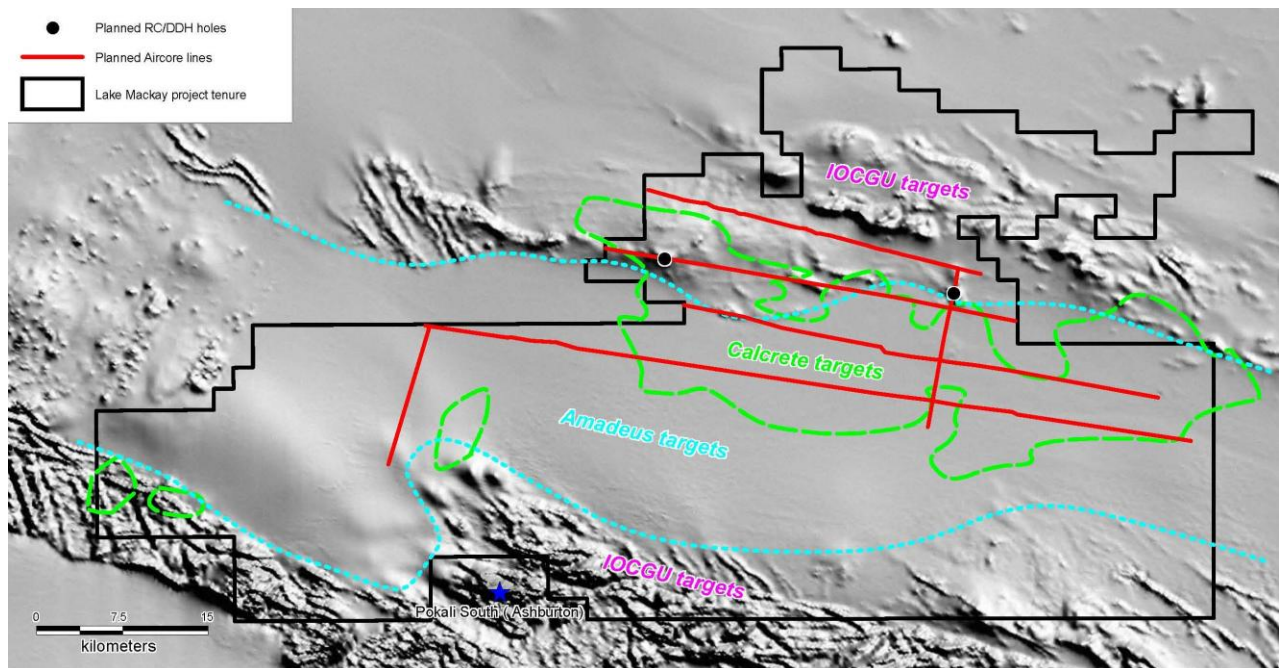 Planned RC/DDH holes
Planned Aircore lines
Lake Mackay project tenure
IOCGU targets
Calcrete targets
Amadeus targets
IOCGU targets
Pokali South ( Ashburton)
0 7.5 15
kilometers